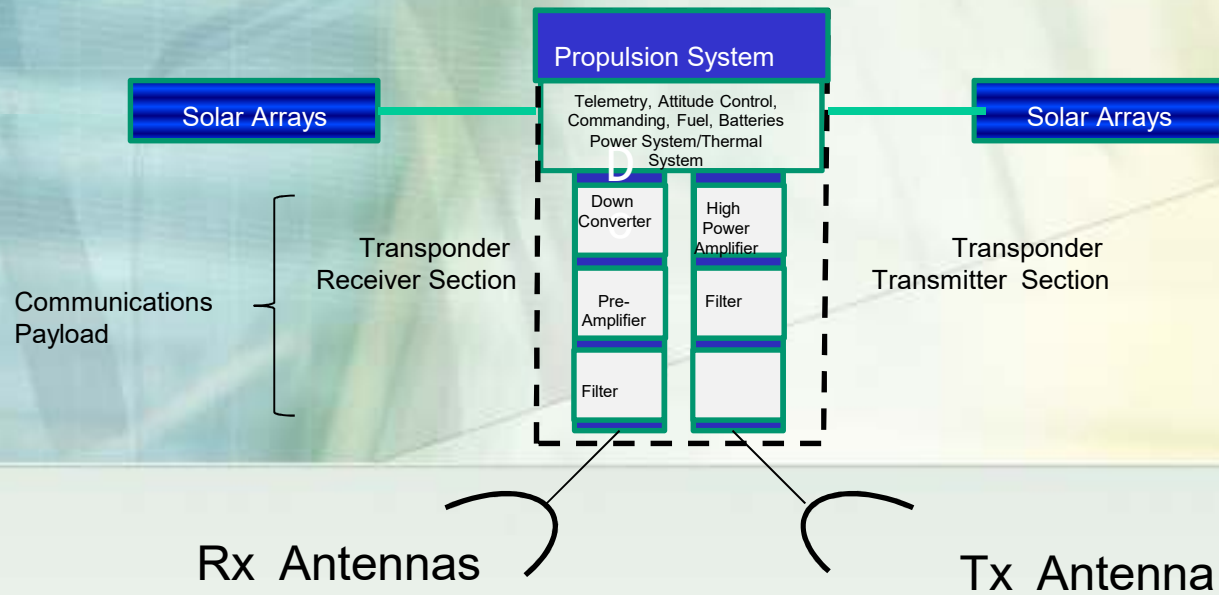 Propulsion System
Solar Arrays
Telemetry, Attitude Control,
Commanding, Fuel, Batteries
Power System/Thermal
System
Solar Arrays
D
Down
Converter
High
Power
Amplifier
Transponder
Receiver Section
Transponder
Transmitter Section
Communications
Payload
Pre-
Amplifier
Filter
Filter
Rx Antennas
Tx Antenna